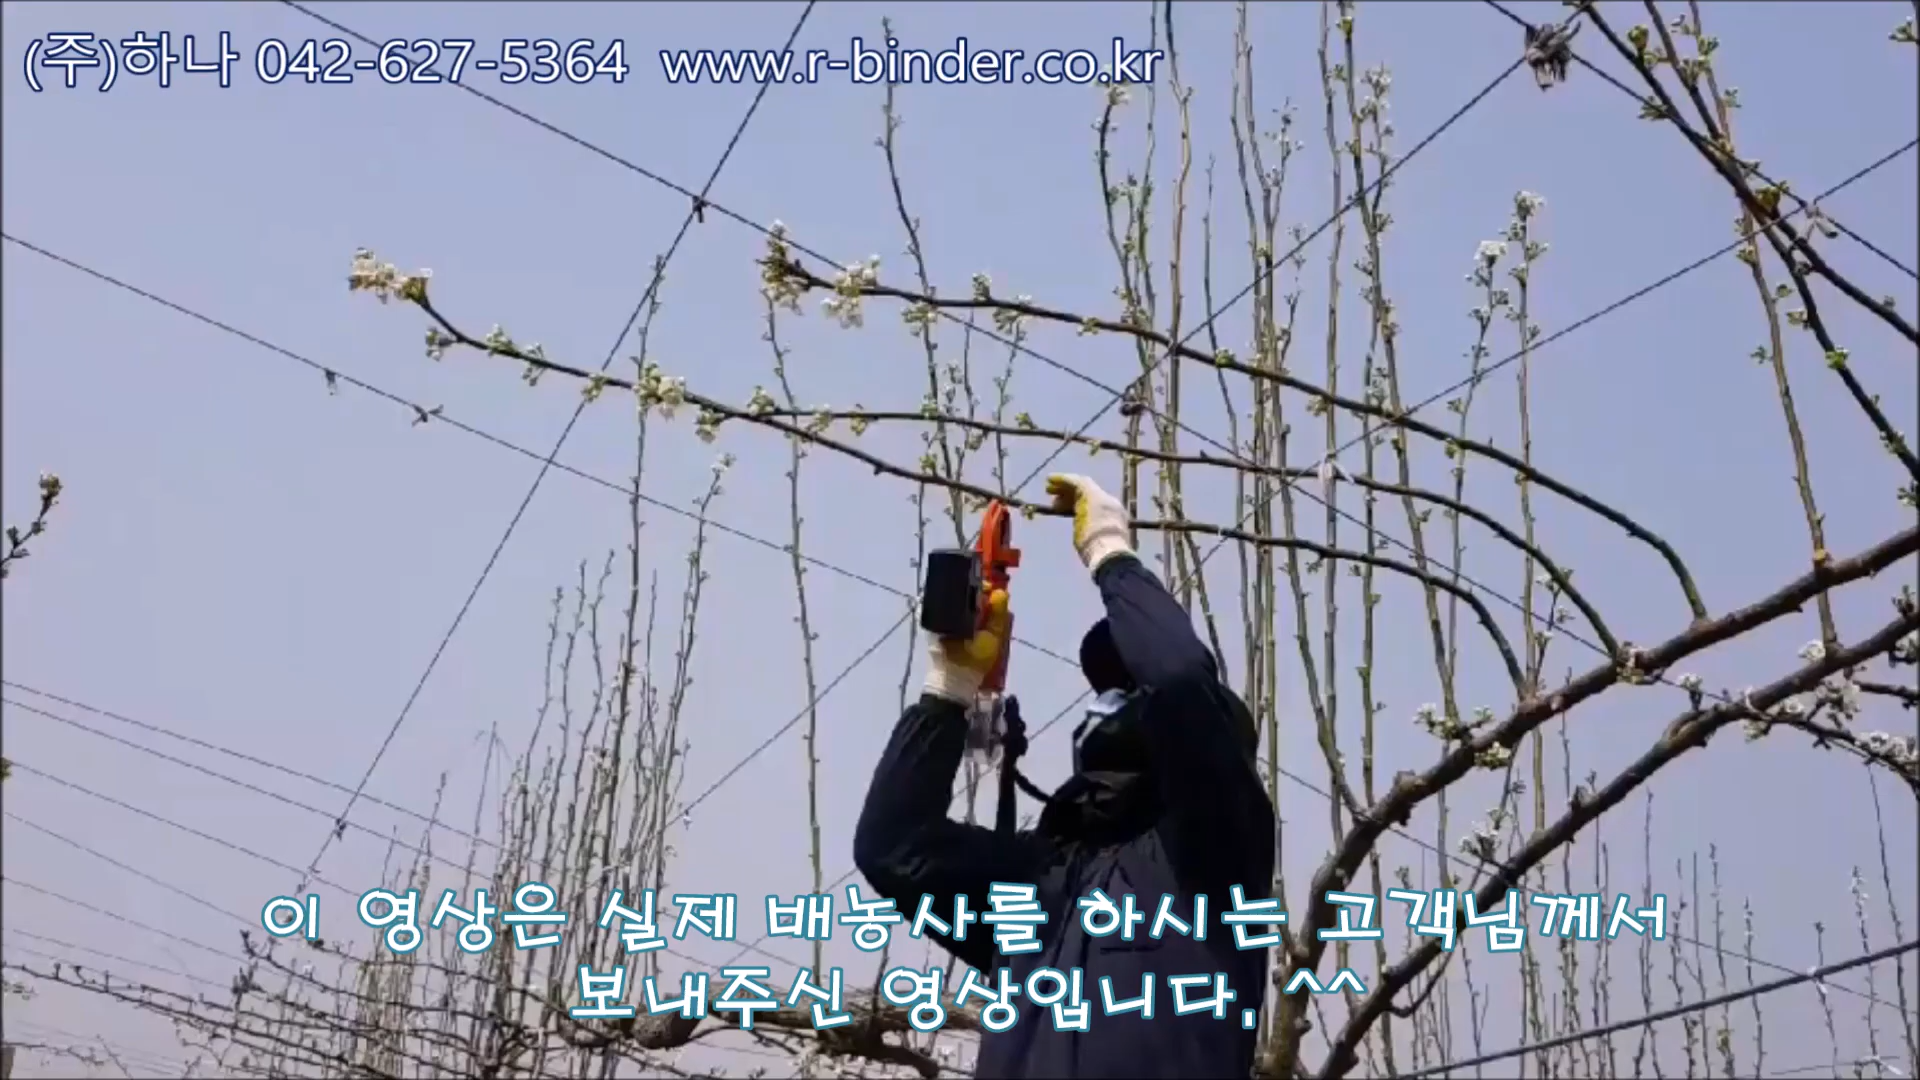 (주)하나 042-627-5364 www.r-binder.co.kr
이 영상은 실제 배농사를 하시는 고객님께서
보내주신 영상입니다. ^^